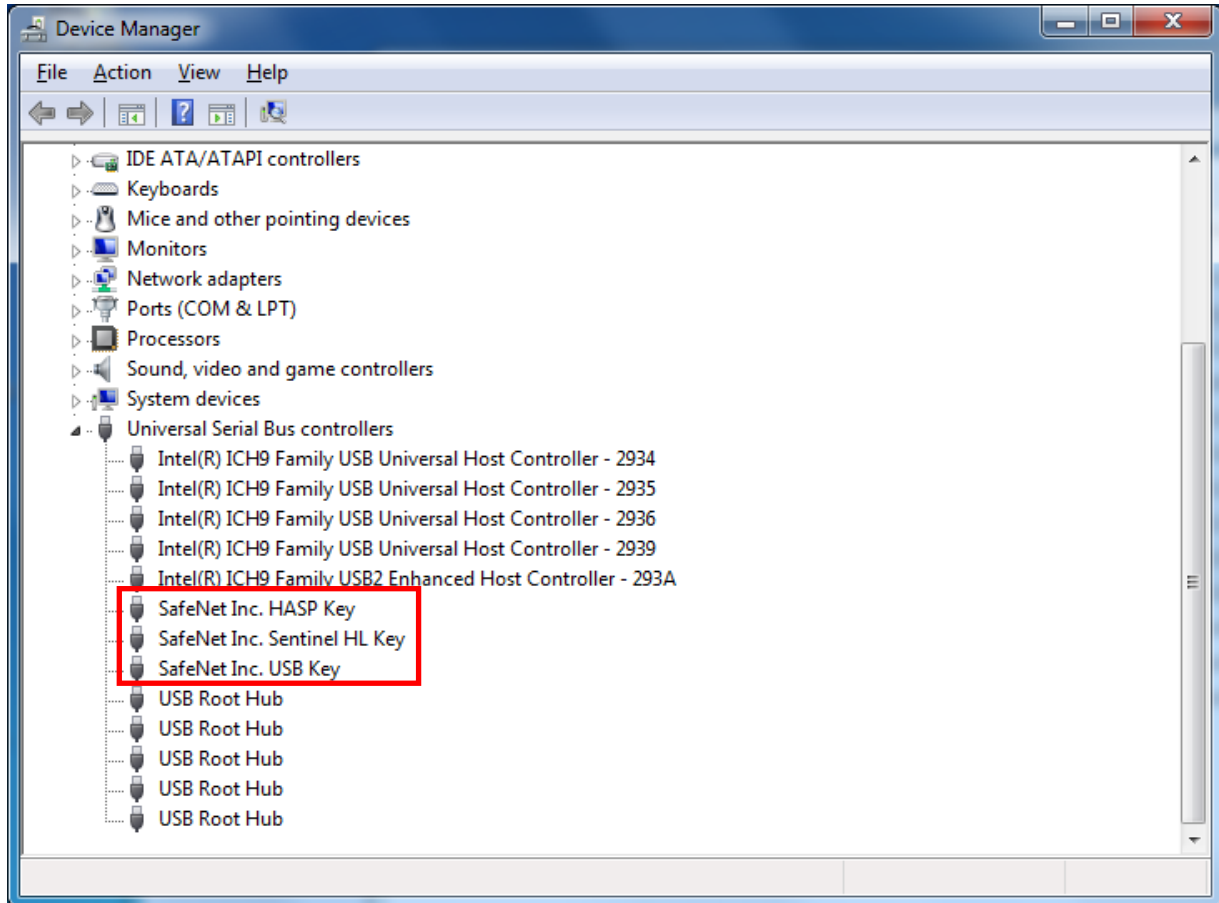 Device Manager
File Action View Help
IDE ATA/ATAPI controllers
Keyboards
Mice and other pointing devices
Monitors
Network adapters
Ports (COM & LPT)
Processors
Sound, video and game controllers
System devices
Universal Serial Bus controllers
Intel(R) ICH9 Family USB Universal Host Controller - 2934
Intel(R) ICH9 Family USB Universal Host Controller - 2935
Intel(R) ICH9 Family USB Universal Host Controller - 2936
Intel(R) ICH9 Family USB Universal Host Controller - 2939
Intel(R) ICH9 Family USB2 Enhanced Host Controller - 293A
SafeNet Inc. HASP Key
SafeNet Inc. Sentinel HL Key
SafeNet Inc. USB Key
USB Root Hub
USB Root Hub
USB Root Hub
USB Root Hub
USB Root Hub